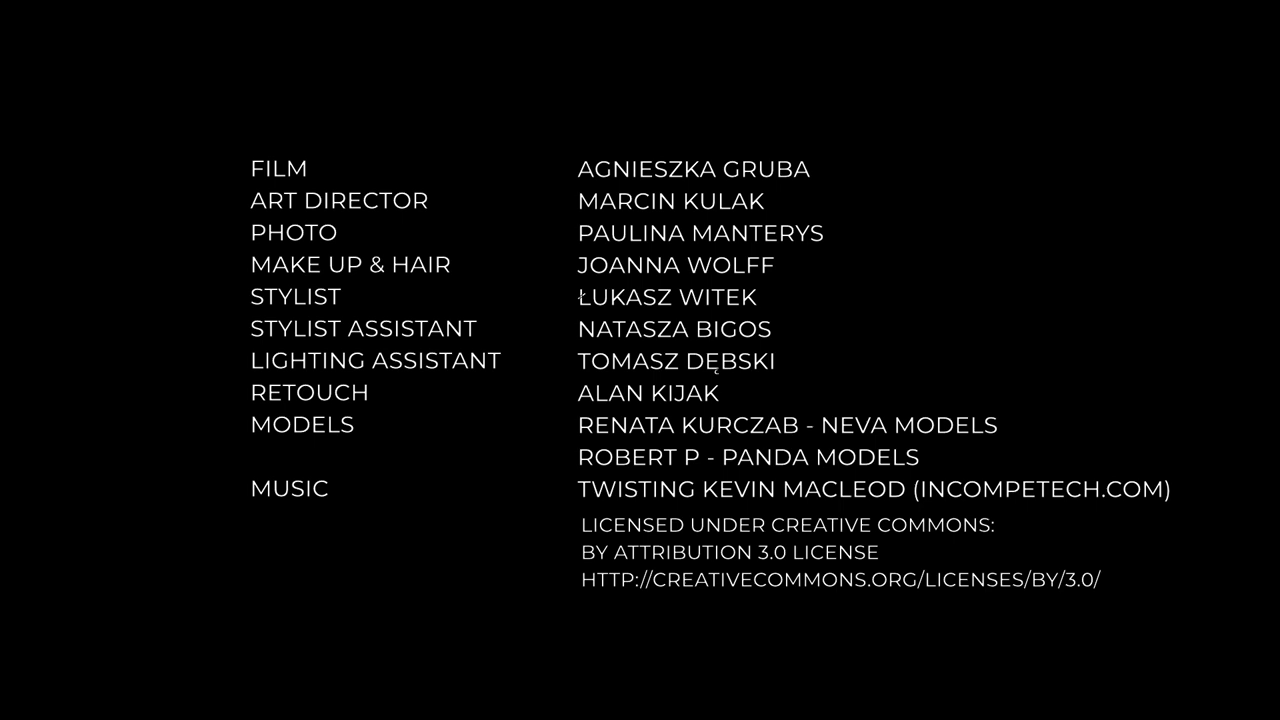 FILM AGNIESZKA GRUBA
ART DIRECTOR MARCIN KULAK
PHOTO PAULINA MANTERYS
MAKE UP & HAIR JOANNA WOLFF
STYLIST ŁUKASZ WITEK
STYLIST ASSISTANT NATASZA BIGOS
LIGHTING ASSISTANT TOMASZ DĘBSKI
RETOUCH ALAN KIJAK
MODELS RENATA KURCZAB - NEVA MODELS
ROBERT P - PANDA MODELS
MUSIC TWISTING KEVIN MACLEOD (INCOMPETECH.COM)
LICENSED UNDER CREATIVE COMMONS:
BY ATTRIBUTION 3.0 LICENSE
HTTP://CREATIVECOMMONS.ORG/LICENSES/BY/3.0/